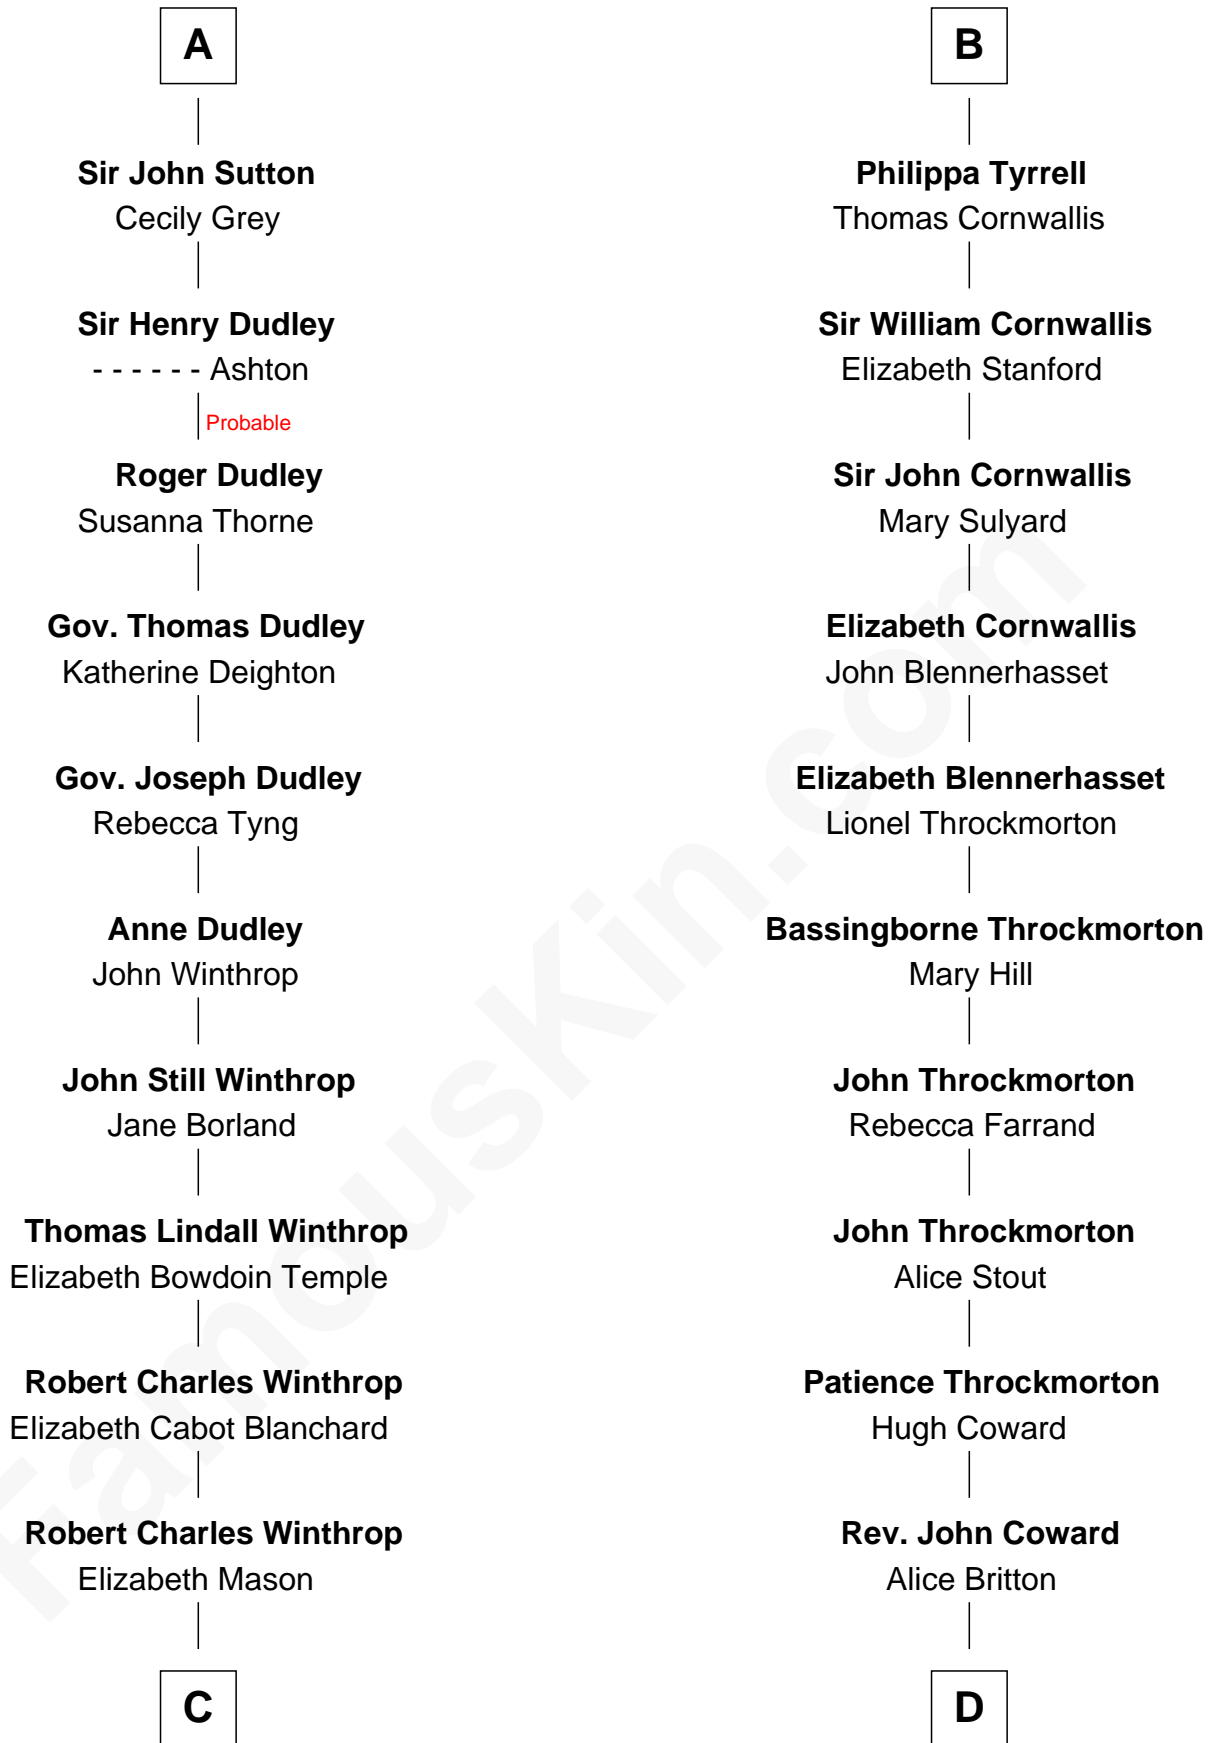 A
Sir John Sutton
Cecily Grey
Sir Henry Dudley
- - - - - - Ashton
Probable
Roger Dudley
Susanna Thorne
Gov. Thomas Dudley
Katherine Deighton
Gov. Joseph Dudley
Rebecca Tyng
Anne Dudley
John Winthrop
John Still Winthrop
Jane Borland
Thomas Lindall Winthrop
Elizabeth Bowdoin Temple
Robert Charles Winthrop
Elizabeth Cabot Blanchard
Robert Charles Winthrop
Elizabeth Mason
C
B
Philippa Tyrrell
Thomas Cornwallis
Sir William Cornwallis
Elizabeth Stanford
Sir John Cornwallis
Mary Sulyard
Elizabeth Cornwallis
John Blennerhasset
Elizabeth Blennerhasset
Lionel Throckmorton
Bassingborne Throckmorton
Mary Hill
John Throckmorton
Rebecca Farrand
John Throckmorton
Alice Stout
Patience Throckmorton
Hugh Coward
Rev. John Coward
Alice Britton
D
FamousKin.com